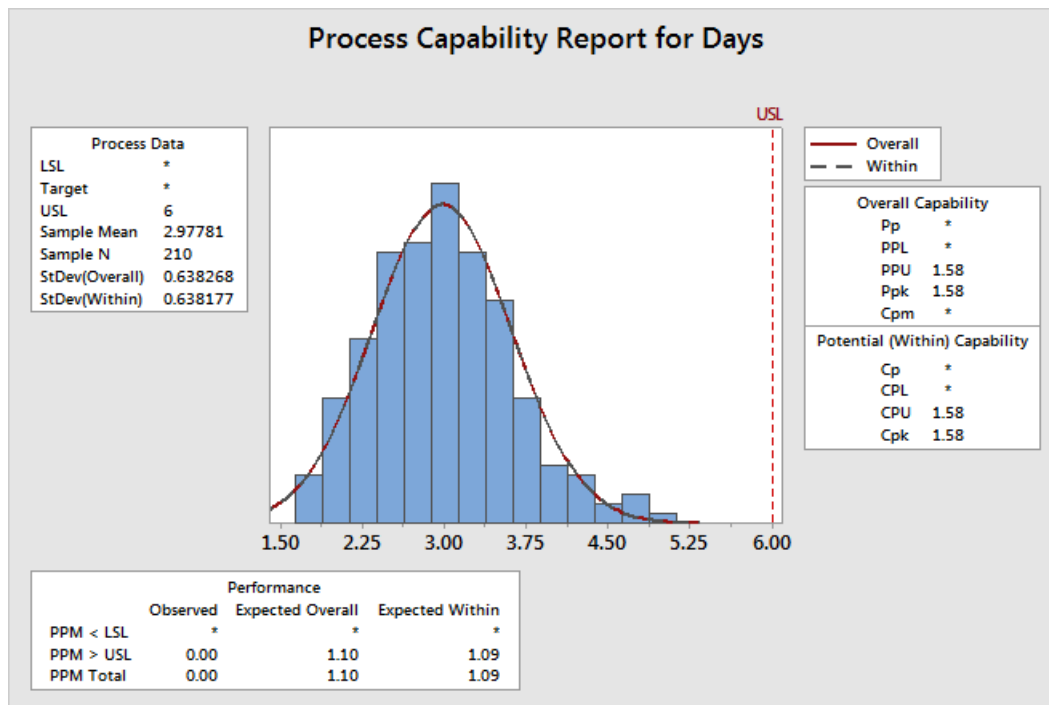 Process Capability Report for Days
USL
Process Data
LSL *
Target *
USL 6
Sample Mean 2.97781
Sample N 210
StDev(Overall) 0.638268
StDev(Within) 0.638177
Overall
Within
Overall Capability
Pp *
PPL *
PPU 1.58
Ppk 1.58
Cpm *
Potential (Within) Capability
Cp *
CPL *
CPU 1.58
Cpk 1.58
1.50 2.25 3.00 3.75 4.50 5.25 6.00
Performance
Observed Expected Overall Expected Within
PPM < LSL * * *
PPM > USL 0.00 1.10 1.09
PPM Total 0.00 1.10 1.09